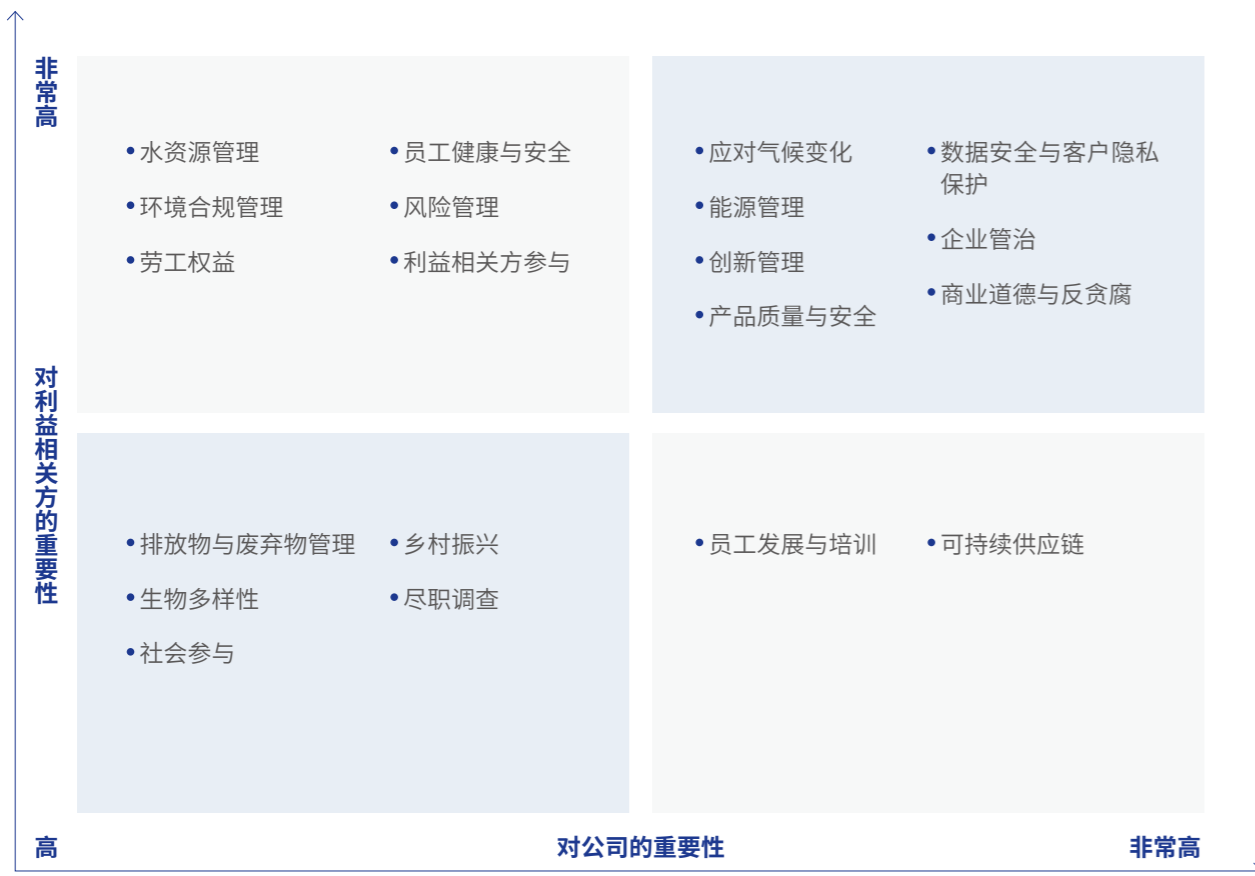 非常高
对利益相关方的重要性
水资源管理
环境合规管理
劳工权益
员工健康与安全
风险管理
利益相关方参与
应对气候变化
能源管理
创新管理
产品质量与安全
数据安全与客户隐私
保护
企业管治
商业道德与反贪腐
排放物与废弃物管理
生物多样性
社会参与
乡村振兴
尽职调查
员工发展与培训
可持续供应链
高
对公司的重要性
非常高